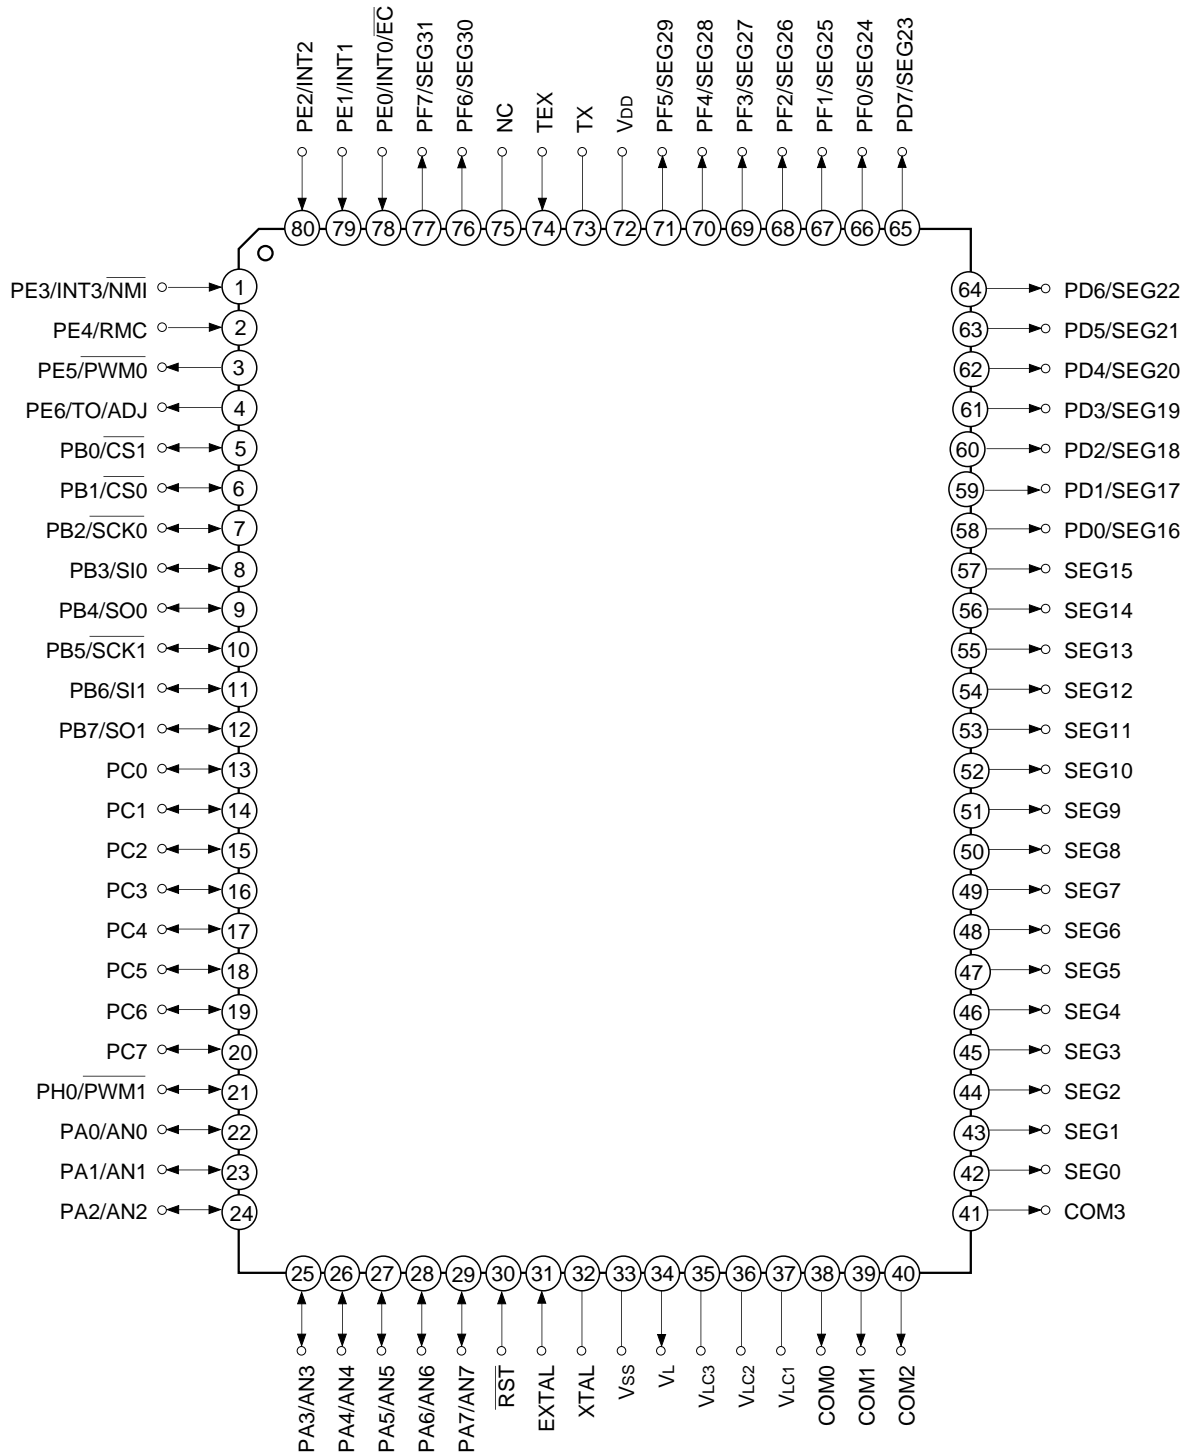 PE2/INT2
PE1/INT1
PE0/INT0/EC
PF7/SEG31
PF6/SEG30
NC
TEX
TX
VDD
PF5/SEG29
PF4/SEG28
PF3/SEG27
PF2/SEG26
PF1/SEG25
PF0/SEG24
PD7/SEG23
80 79 78 77 76 75 74 73 72 71 70 69 68 67 66 65
PE3/INT3/NMI 1
PE4/RMC 2
PE5/PWM0 3
PE6/TO/ADJ 4
PB0/CS1 5
PB1/CS0 6
PB2/SCK0 7
PB3/SI0 8
PB4/SO0 9
PB5/SCK1 10
PB6/SI1 11
PB7/SO1 12
PC0 13
PC1 14
PC2 15
PC3 16
PC4 17
PC5 18
PC6 19
PC7 20
PH0/PWM1 21
PA0/AN0 22
PA1/AN1 23
PA2/AN2 24
64 PD6/SEG22
63 PD5/SEG21
62 PD4/SEG20
61 PD3/SEG19
60 PD2/SEG18
59 PD1/SEG17
58 PD0/SEG16
57 SEG15
56 SEG14
55 SEG13
54 SEG12
53 SEG11
52 SEG10
51 SEG9
50 SEG8
49 SEG7
48 SEG6
47 SEG5
46 SEG4
45 SEG3
44 SEG2
43 SEG1
42 SEG0
41 COM3
25 26 27 28 29 30 31 32 33 34 35 36 37 38 39 40
PA3/AN3
PA4/AN4
PA5/AN5
PA6/AN6
PA7/AN7
RST
EXTAL
XTAL
VSS
VL
VLC3
VLC2
VLC1
COM0
COM1
COM2